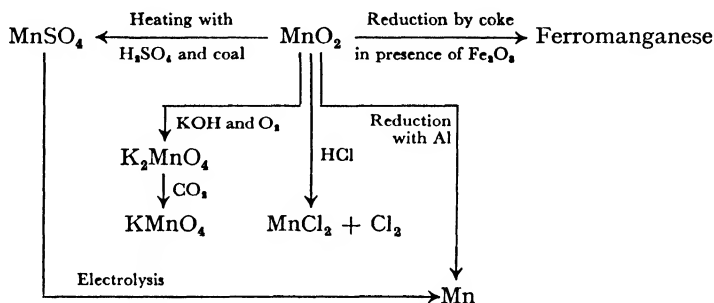 Heating with
Reduction by coke
MnSO₄
MnO₂
Ferromanganese
H₂SO₄ and coal
in presence of Fe₂O₃
KOH and O₂
Reduction
with Al
HCl
K₂MnO₄
CO₂
KMnO₄
MnCl₂ + Cl₂
Electrolysis
Mn